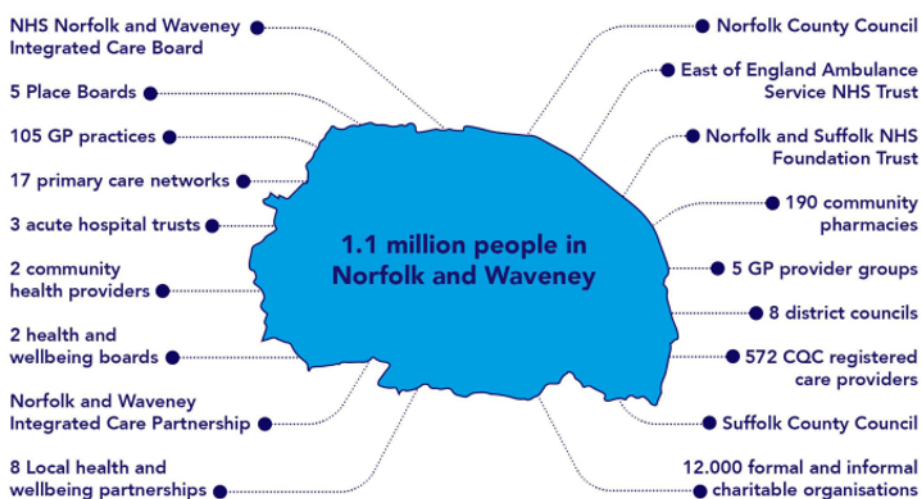 NHS Norfolk and Waveney
Integrated Care Board
5 Place Boards
105 GP practices
17 primary care networks
3 acute hospital trusts
2 community
health providers
2 health and
wellbeing boards
Norfolk and Waveney
Integrated Care Partnership
8 Local health and
wellbeing partnerships
1.1 million people in
Norfolk and Waveney
Norfolk County Council
East of England Ambulance
Service NHS Trust
Norfolk and Suffolk NHS
Foundation Trust
190 community
pharmacies
5 GP provider groups
8 district councils
572 CQC registered
care providers
Suffolk County Council
12.000 formal and informal
charitable organisations